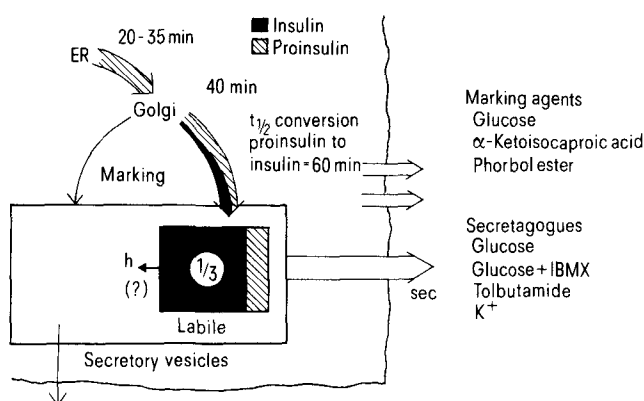 20-35 min
ER
Insulin
Proinsulin
40 min
Golgi
t1/2 conversion
proinsulin to
insulin = 60 min
Marking
h
(?)
1/3
Labile
Secretory vesicles
sec
Marking agents
Glucose
α-Ketoisocaproic acid
Phorbol ester
Secretagogues
Glucose
Glucose + IBMX
Tolbutamide
K+